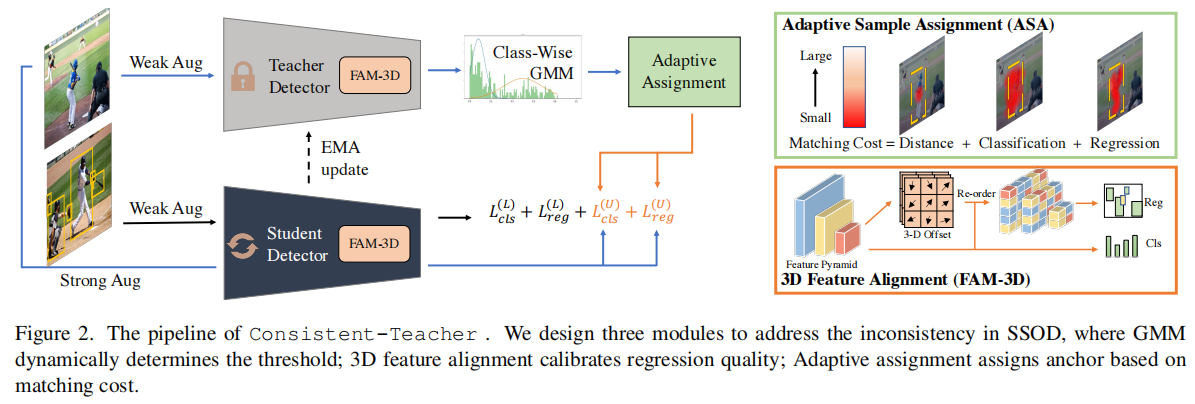 Weak Aug
Teacher
Detector
FAM-3D
Class-Wise
GMM
Adaptive
Assignment
EMA
update
Weak Aug
Student
Detector
FAM-3D
Strong Aug
L_{cls}^{(L)} + L_{reg}^{(L)} + L_{cls}^{(U)} + L_{reg}^{(U)}
Adaptive Sample Assignment (ASA)
Large
Small
Matching Cost = Distance + Classification + Regression
Feature Pyramid
3-D Offset
Re-order
Reg
Cls
3D Feature Alignment (FAM-3D)
Figure 2. The pipeline of Consistent-Teacher. We design three modules to address the inconsistency in SSOD, where GMM
dynamically determines the threshold; 3D feature alignment calibrates regression quality; Adaptive assignment assigns anchor based on
matching cost.